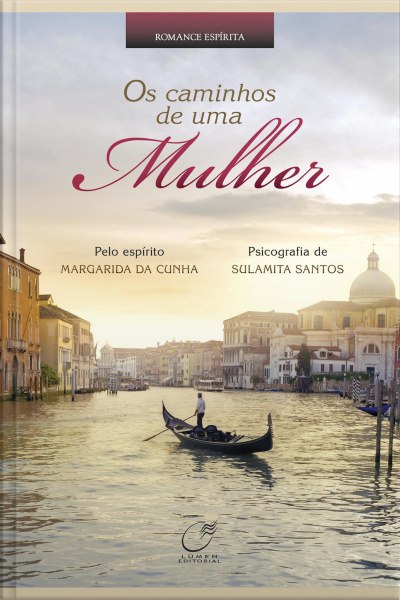 ROMANCE ESPÍRITA
Os caminhos
de uma
Mulher
Pelo espírito
MARGARIDA DA CUNHA
Psicografia de
SULAMITA SANTOS
LÚMEN
EDITORIAL